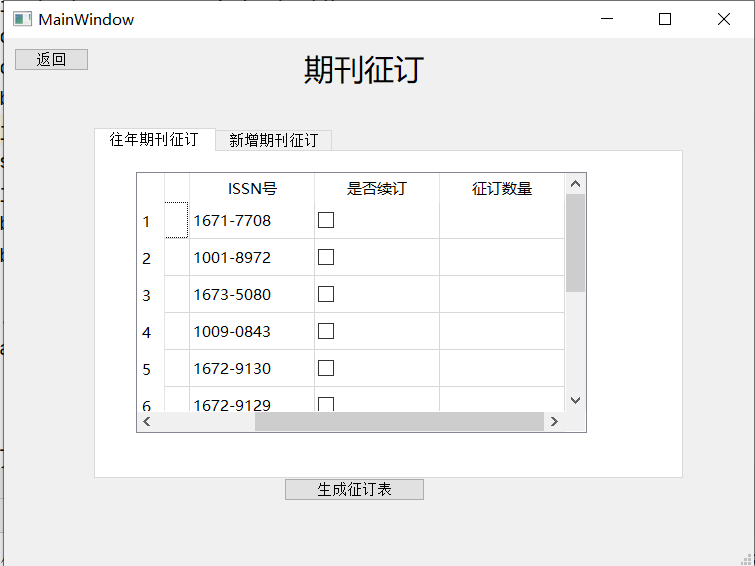 MainWindow
返回
期刊征订
往年期刊征订 新增期刊征订
ISSN号 是否续订 征订数量
1 1671-7708
2 1001-8972
3 1673-5080
4 1009-0843
5 1672-9130
6 1672-9129
生成征订表